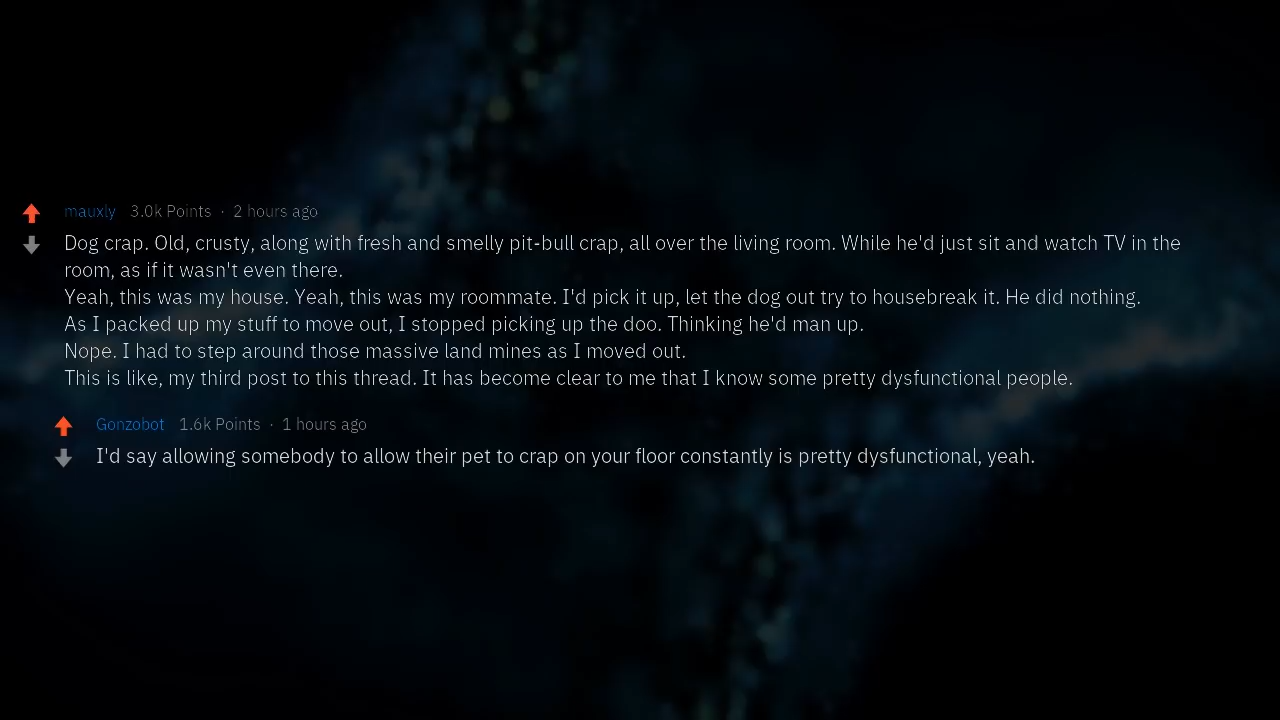 mauxly 3.0k Points · 2 hours ago
Dog crap. Old, crusty, along with fresh and smelly pit-bull crap, all over the living room. While he'd just sit and watch TV in the
room, as if it wasn't even there.
Yeah, this was my house. Yeah, this was my roommate. I'd pick it up, let the dog out try to housebreak it. He did nothing.
As I packed up my stuff to move out, I stopped picking up the doo. Thinking he'd man up.
Nope. I had to step around those massive land mines as I moved out.
This is like, my third post to this thread. It has become clear to me that I know some pretty dysfunctional people.
Gonzobot 1.6k Points · 1 hours ago
I'd say allowing somebody to allow their pet to crap on your floor constantly is pretty dysfunctional, yeah.